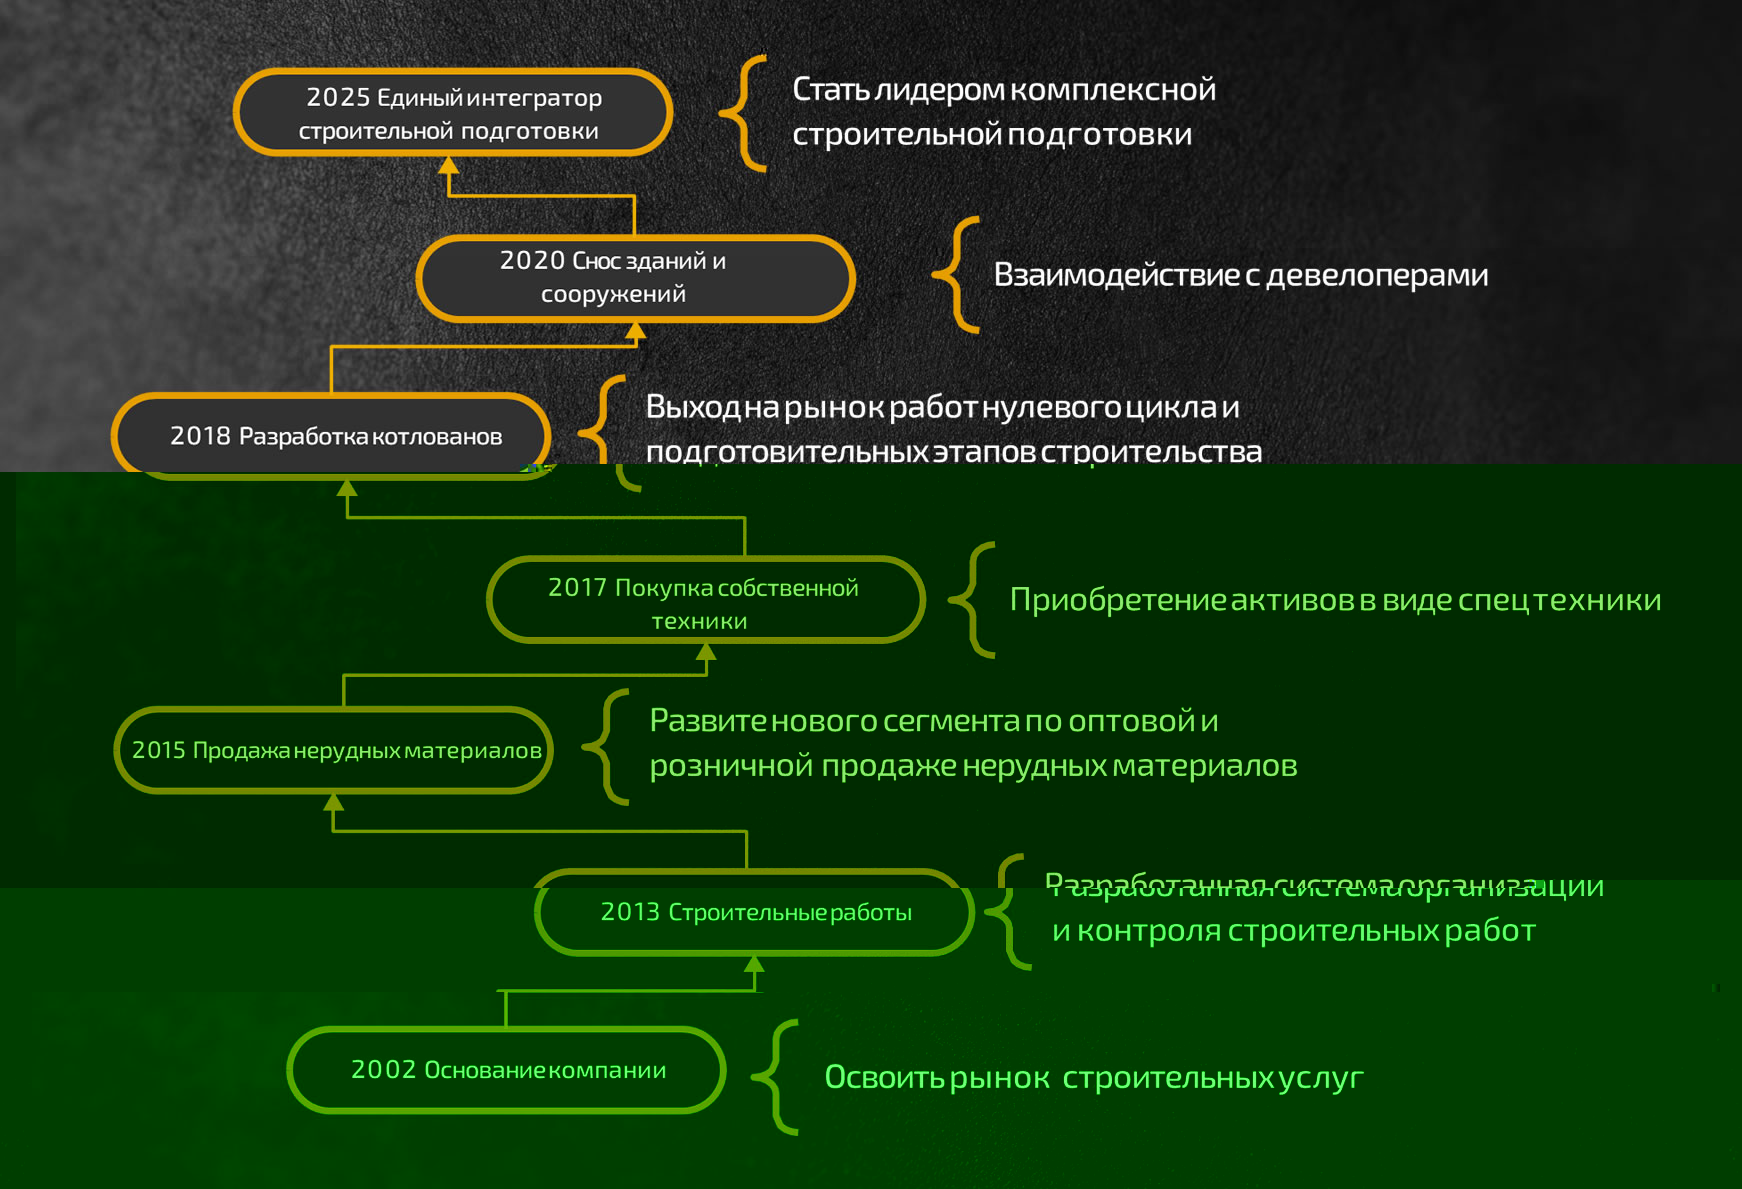 2025 Единый интегратор
строительной подготовки
Стать лидером комплексной
строительной подготовки
2020 Снос зданий и
сооружений
Взаимодействие с девелоперами
2018 Разработка котлованов
Выход на рынок работ нулевого цикла и
подготовительных этапов строительства
2017 Покупка собственной
техники
Приобретение активов в виде спецтехники
2015 Продажа нерудных материалов
Развите нового сегмента по оптовой и
розничной продаже нерудных материалов
2013 Строительные работы
Разработанная система организации
и контроля строительных работ
2002 Основание компании
Освоить рынок строительных услуг